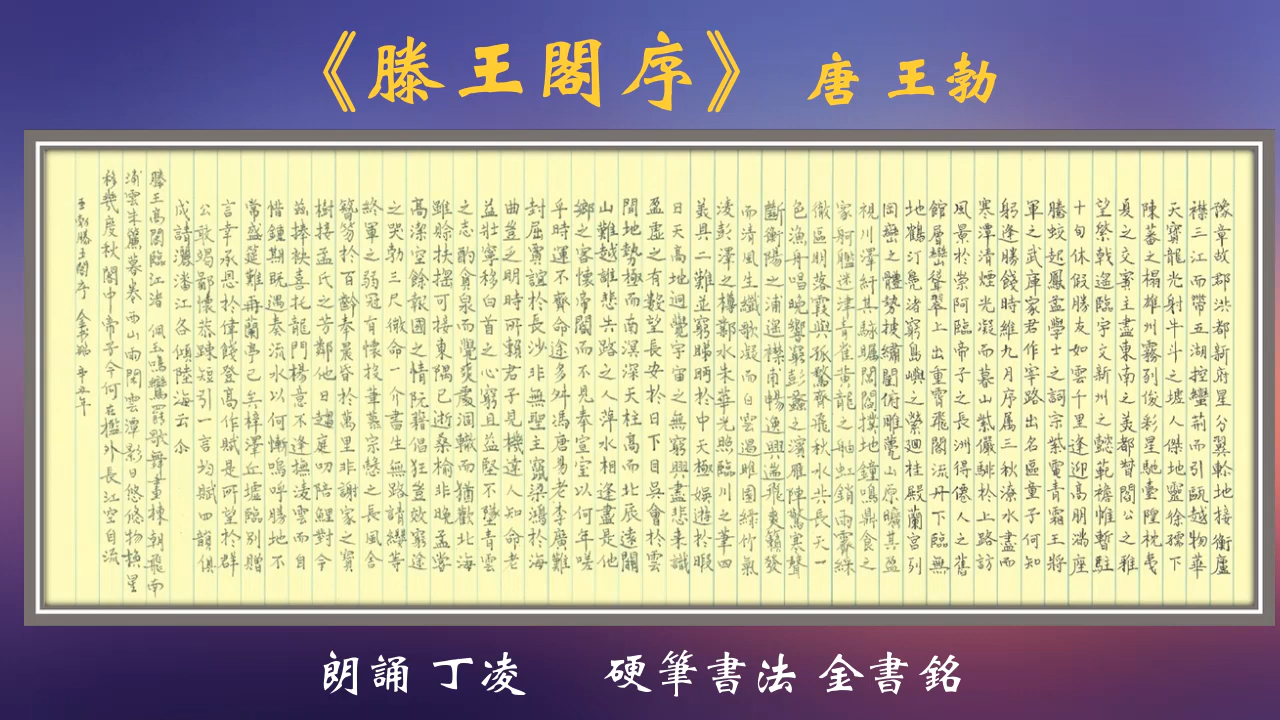 《滕王閣序》 唐 王勃
豫章故郡洪都新府星分翼軫地接衡廬
襟三江而帶五湖控蠻荊而引甌越物華
天寶龍光射牛斗之墟人傑地靈徐孺下
陳蕃之榻雄州霧列俊彩星馳臺隍枕夷
夏之交賓主盡東南之美都督閻公之雅
望棨戟遙臨宇文新州之懿範襜帷暫駐
十旬休假勝友如雲千里逢迎高朋滿座
騰蛟起鳳孟學士之詞宗紫電青霜王將
軍之武庫家君作宰路出名區童子何知
躬逢勝餞時維九月序属三秋潦水盡而
寒潭清煙光凝而暮山紫儼驂騑於上路訪
風景於崇阿臨帝子之長洲得僊人之舊
館層巒聳翠上出重霄飛閣流丹下臨無
地鶴汀鳧渚窮島嶼之縈迴桂殿蘭宮列
岡巒之體勢披繡闥俯雕甍山原曠其盈
視川澤紆其駭矚閭閻撲地鐘鳴鼎食之
家舸艦迷津青雀黃龍之舳虹銷雨霽綵
徹區明落霞與孤鶩齊飛秋水共長天一
色漁舟唱晚響窮彭蠡之濱雁陣驚寒聲
斷衡陽之浦遙襟甫暢逸興遄飛爽籟發
而清風生纖歌凝而白雲遏睢園綠竹氣
凌彭澤之樽鄴水朱華光照臨川之筆四
美具二難並窮睇眄於中天極娛遊於暇
日天高地迥覺宇宙之無窮興盡悲來識
盈虛之有數望長安於日下目吳會於雲
間地勢極而南溟深天柱高而北辰遠關
山難越誰悲失路之人萍水相逢盡是他
鄉之客懷帝閽而不見奉宣室以何年嗟
乎時運不齊命途多舛馮唐易老李廣難
封屈賈誼於長沙非無聖主竄梁鴻於海
曲豈乏明時所賴君子見機達人知命老
益壯寧移白首之心窮且益堅不墜青雲
之志酌貪泉而覺爽處涸轍而猶歡北海
雖賒扶搖可接東隅已逝桑榆非晚孟嘗
高潔空餘報國之情阮籍倡狂豈效窮途
之哭勃三尺微命一介書生無路請纓等
終軍之弱冠有懷投筆慕宗慤之長風舍
簪笏於百齡奉晨昏於萬里非謝家之寶
樹接孟氏之芳鄰他日趨庭叨陪鯉對今
茲捧袂喜托龍門楊意不逢撫凌雲而自
惜鍾期既遇奏流水以何慚嗚呼勝地不
常盛筵難再蘭亭已矣梓澤丘墟臨別贈
言幸承恩於偉餞登高作賦是所望於群
公敢竭鄙懷恭疏短引一言均賦四韻俱
成請灑潘江各傾陸海云尒
滕王高閣臨江渚佩玉鳴鸞罷歌舞畫棟朝飛南
浦雲朱簾暮卷西山雨閑雲潭影日悠悠物換星
移幾度秋閣中帝子今何在檻外長江空自流
王勃滕王閣序 金書銘
朗誦 丁凌 硬筆書法 金書銘